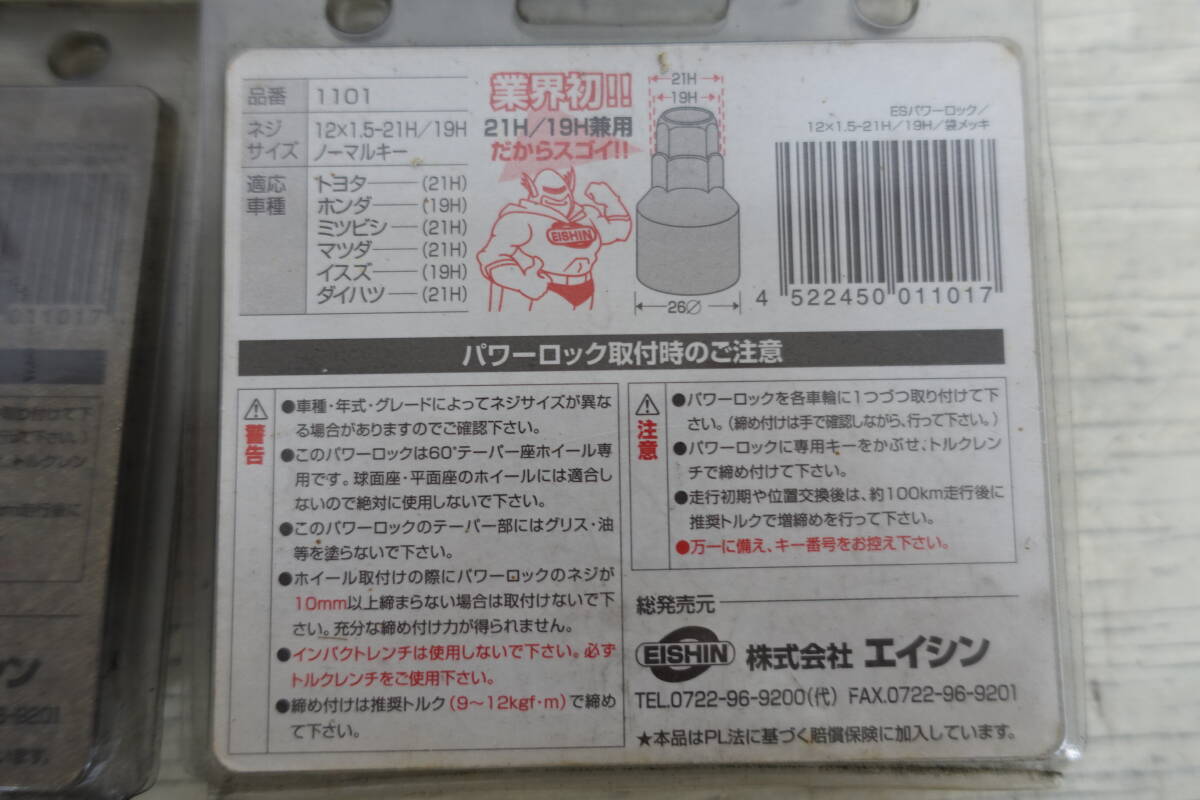 品番 1101
ネジサイズ 12×1.5-21H/19H
ノーマルキー
適応車種 トヨタ——(21H)
ホンダ——(19H)
ミツビシ—(21H)
マツダ——(21H)
イスズ——(19H)
ダイハツ—(21H)
業界初!!
21H/19H兼用
だからスゴイ!!
EISHIN
21H
19H
26∅
ESパワーロック/
12×1.5-21H/19H/袋メッキ
4 522450 011017
パワーロック取付時のご注意
警告
●車種・年式・グレードによってネジサイズが異な
る場合がありますのでご確認下さい。
●このパワーロックは60°テーパー座ホイール専
用です。球面座・平面座のホイールには適合し
ないので絶対に使用しないで下さい。
●このパワーロックのテーパー部にはグリス・油
等を塗らないで下さい。
●ホイール取付けの際にパワーロックのネジが
10mm以上締まらない場合は取付けないで下
さい。充分な締め付け力が得られません。
●インパクトレンチは使用しないで下さい。必ず
トルクレンチをご使用下さい。
●締め付けは推奨トルク(9～12kgf・m)で締め
て下さい。
注意
●パワーロックを各車輪に1つづつ取り付けて下
さい。(締め付けは手で確認しながら、行って下さい。)
●パワーロックに専用キーをかぶせ、トルクレン
チで締め付けて下さい。
●走行初期や位置交換後は、約100km走行後に
推奨トルクで増締めを行って下さい。
●万一に備え、キー番号をお控え下さい。
総発売元
EISHIN 株式会社 エイシン
TEL.0722-96-9200(代) FAX.0722-96-9201
★本品はPL法に基づく賠償保険に加入しています。
011017